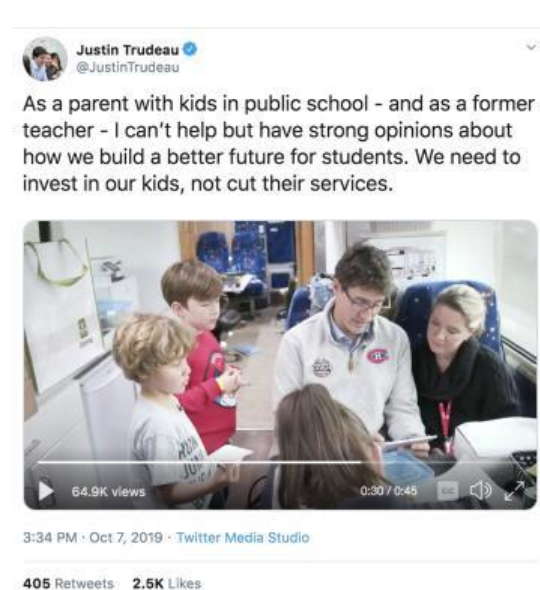 Justin Trudeau
@JustinTrudeau
As a parent with kids in public school - and as a former
teacher - I can't help but have strong opinions about
how we build a better future for students. We need to
invest in our kids, not cut their services.
RUN
64.9K views
0:30 / 0:45
CC
3:34 PM · Oct 7, 2019 · Twitter Media Studio
405 Retweets 2.5K Likes